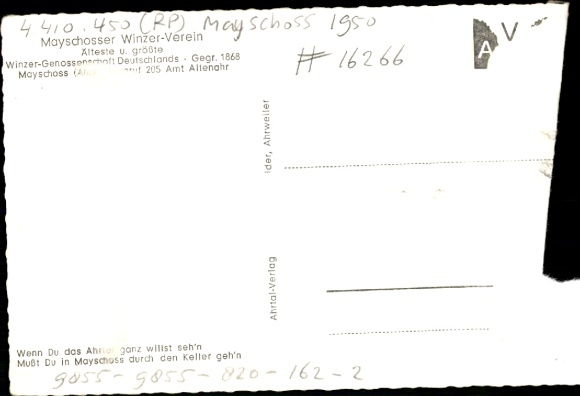 4410.450 (RP) Mayschoss 1950
Mayschosser Winzer-Verein
Älteste u. größte
Winzer-Genossenschaft Deutschlands - Gegr. 1868
Mayschoss 205 Amt Altenahr
# 16266
A V
Ahrweiler
Ahrtal-Verlag
Wenn Du das Ahrtal ganz willst seh'n
Mußt Du in Mayschoss durch den Keller geh'n
9855-9855-820-162-2